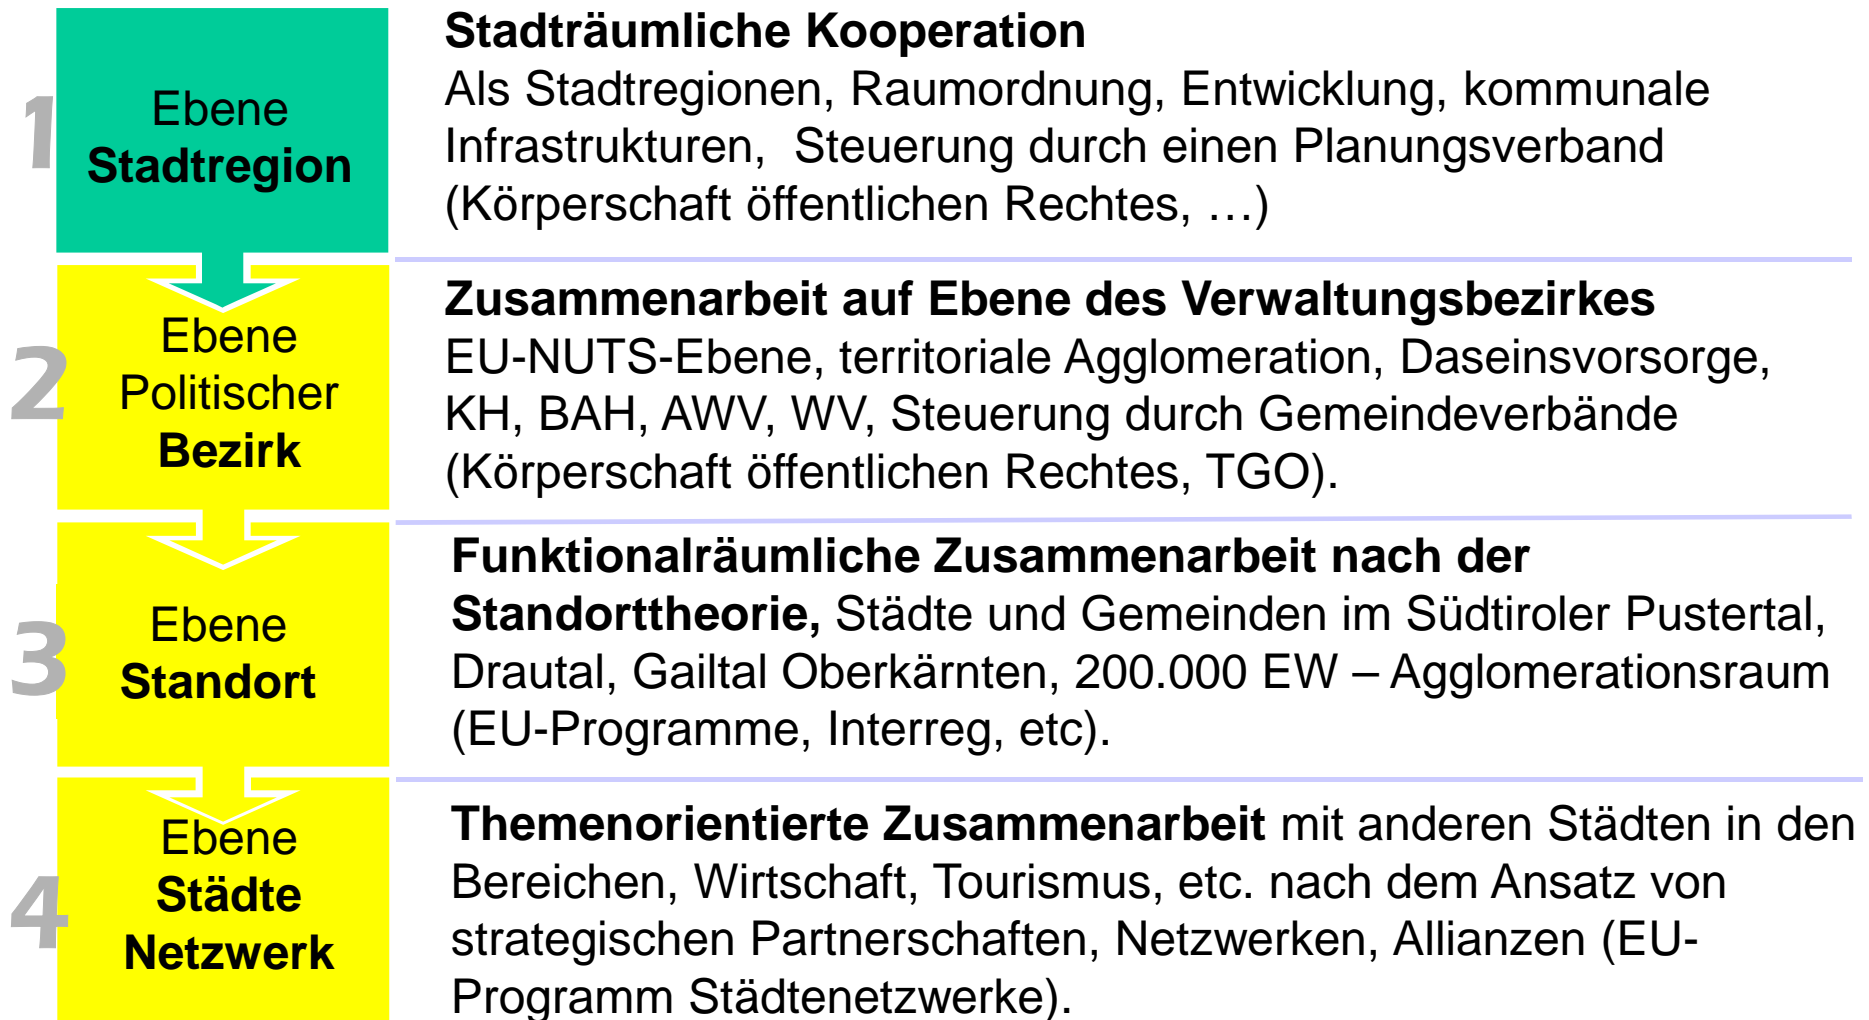 1
Ebene
Stadtregion
Stadträumliche Kooperation
Als Stadtregionen, Raumordnung, Entwicklung, kommunale
Infrastrukturen,  Steuerung durch einen Planungsverband
(Körperschaft öffentlichen Rechtes, …)
2
Ebene
Politischer
Bezirk
Zusammenarbeit auf Ebene des Verwaltungsbezirkes
EU-NUTS-Ebene, territoriale Agglomeration, Daseinsvorsorge,
KH, BAH, AWV, WV, Steuerung durch Gemeindeverbände
(Körperschaft öffentlichen Rechtes, TGO).
3
Ebene
Standort
Funktionalräumliche Zusammenarbeit nach der
Standorttheorie, Städte und Gemeinden im Südtiroler Pustertal,
Drautal, Gailtal Oberkärnten, 200.000 EW – Agglomerationsraum
(EU-Programme, Interreg, etc).
4
Ebene
Städte
Netzwerk
Themenorientierte Zusammenarbeit mit anderen Städten in den
Bereichen, Wirtschaft, Tourismus, etc. nach dem Ansatz von
strategischen Partnerschaften, Netzwerken, Allianzen (EU-
Programm Städtenetzwerke).